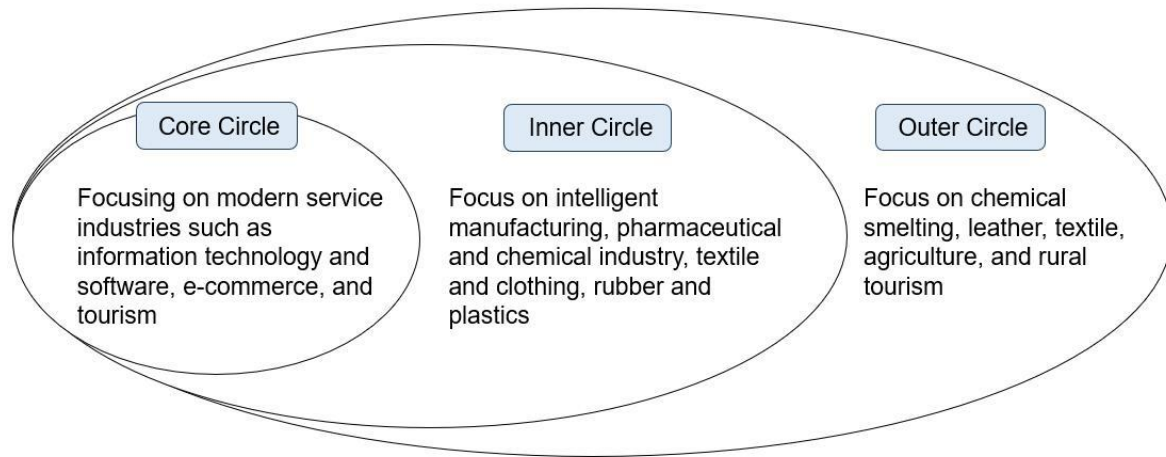 Core Circle
Focusing on modern service
industries such as
information technology and
software, e-commerce, and
tourism
Inner Circle
Focus on intelligent
manufacturing, pharmaceutical
and chemical industry, textile
and clothing, rubber and
plastics
Outer Circle
Focus on chemical
smelting, leather, textile,
agriculture, and rural
tourism